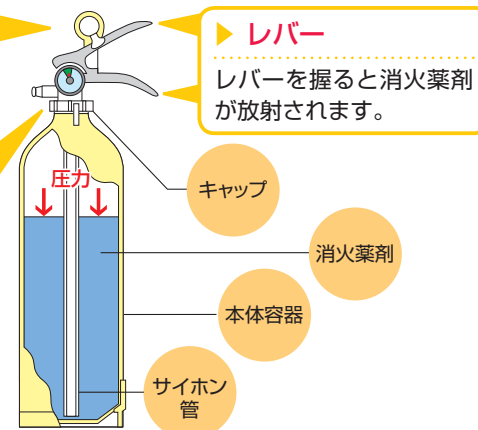 ▶ レバー
レバーを握ると消火薬剤
が放射されます。
圧力
キャップ
消火薬剤
本体容器
サイホン
管